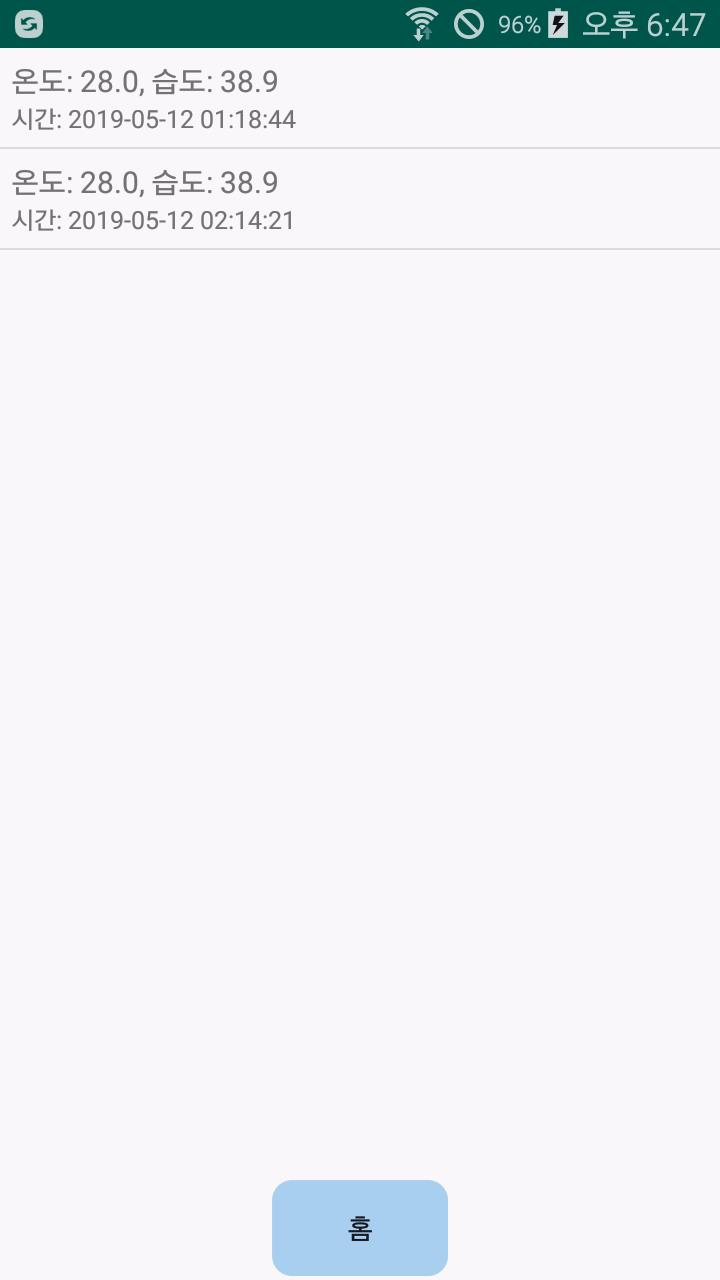 96% 오후 6:47
온도: 28.0, 습도: 38.9
시간: 2019-05-12 01:18:44
온도: 28.0, 습도: 38.9
시간: 2019-05-12 02:14:21
홈